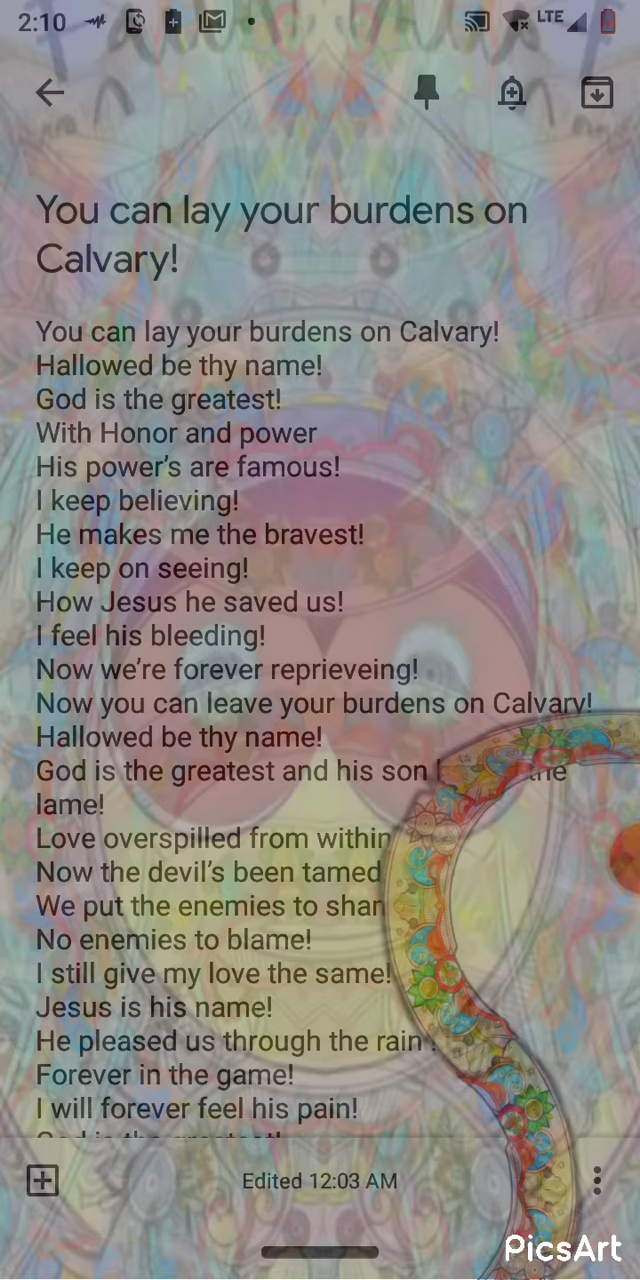 2:10 LTE
You can lay your burdens on
Calvary!
You can lay your burdens on Calvary!
Hallowed be thy name!
God is the greatest!
With Honor and power
His power's are famous!
I keep believing!
He makes me the bravest!
I keep on seeing!
How Jesus he saved us!
I feel his bleeding!
Now we're forever reprieveing!
Now you can leave your burdens on Calvary!
Hallowed be thy name!
God is the greatest and his son the
lame!
Love overspilled from within
Now the devil's been tamed
We put the enemies to
No enemies to blame!
I still give my love the same!
Jesus is his name!
He pleased us through the rain
Forever in the game!
I will forever feel his pain!
God is the greatest!
Edited 12:03 AM
PicsArt